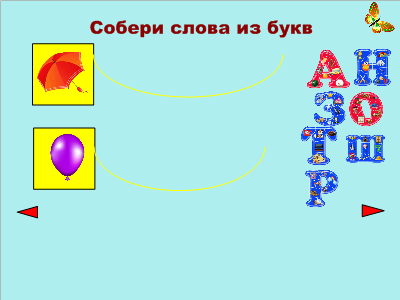 Собери слова из букв
А Н
З О
Т Ш
Р